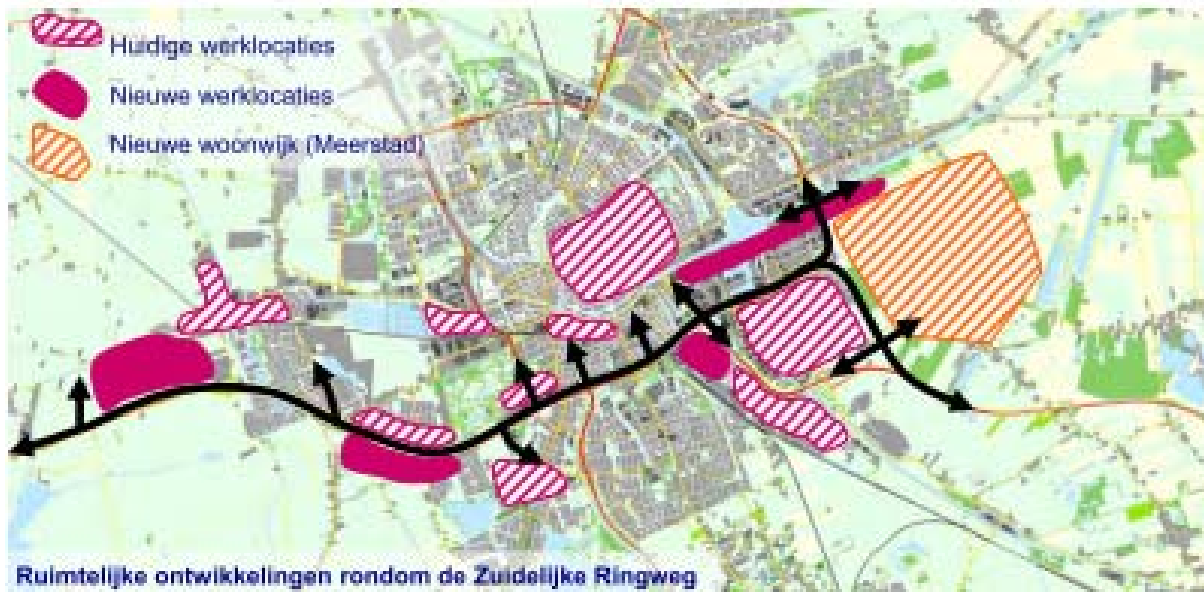 Huidige werklocaties
Nieuwe werklocaties
Nieuwe woonwijk (Meerstad)
Ruimtelijke ontwikkelingen rondom de Zuidelijke Ringweg